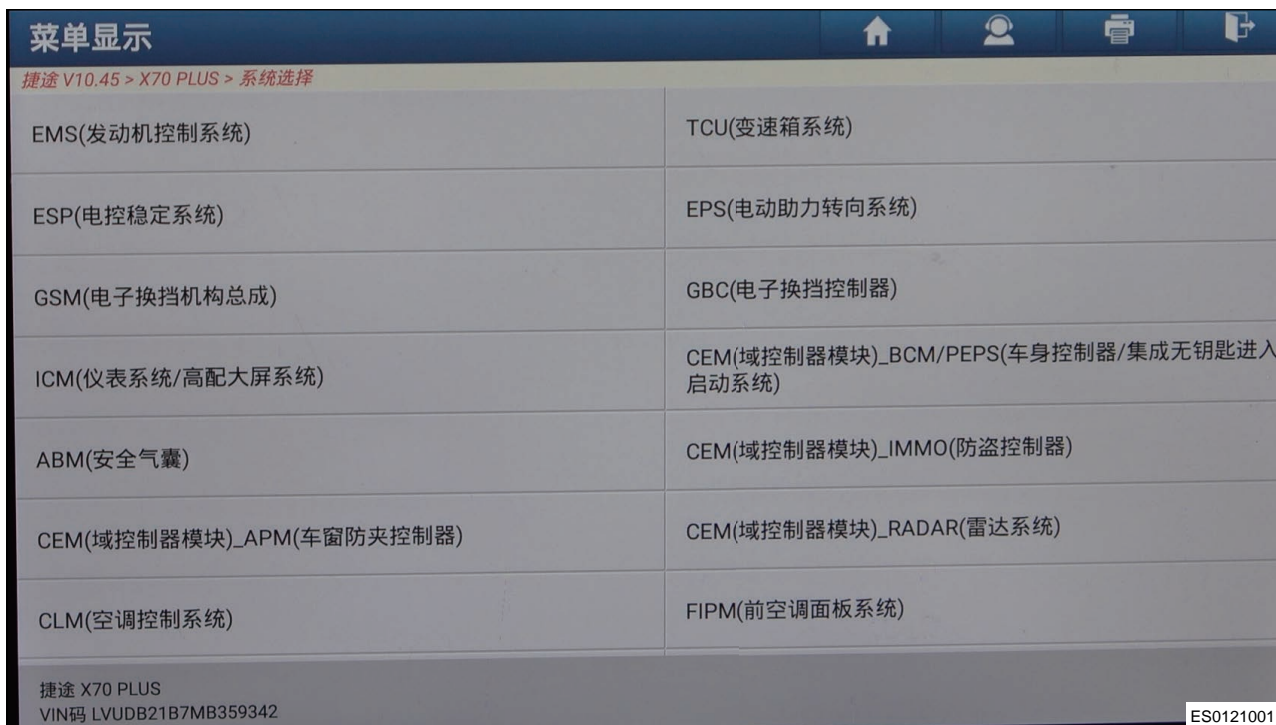 菜单显示
捷途 V10.45 > X70 PLUS > 系统选择
EMS(发动机控制系统)
TCU(变速箱系统)
ESP(电控稳定系统)
EPS(电动助力转向系统)
GSM(电子换挡机构总成)
GBC(电子换挡控制器)
ICM(仪表系统/高配大屏系统)
CEM(域控制器模块)_BCM/PEPS(车身控制器/集成无钥匙进入
启动系统)
ABM(安全气囊)
CEM(域控制器模块)_IMMO(防盗控制器)
CEM(域控制器模块)_APM(车窗防夹控制器)
CEM(域控制器模块)_RADAR(雷达系统)
CLM(空调控制系统)
FIPM(前空调面板系统)
捷途 X70 PLUS
VIN码 LVUDB21B7MB359342
ES0121001